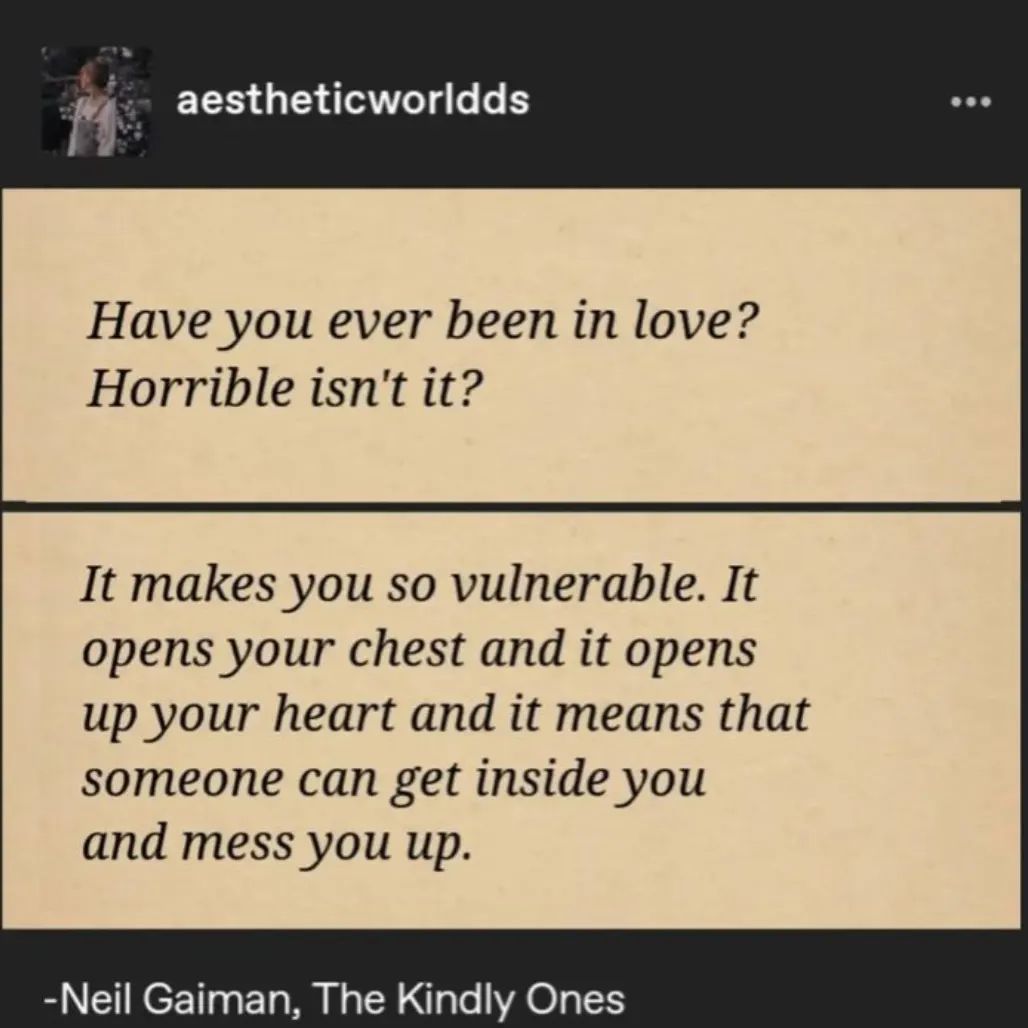 aestheticworldds
Have you ever been in love?
Horrible isn't it?
It makes you so vulnerable. It
opens your chest and it opens
up your heart and it means that
someone can get inside you
and mess you up.
-Neil Gaiman, The Kindly Ones